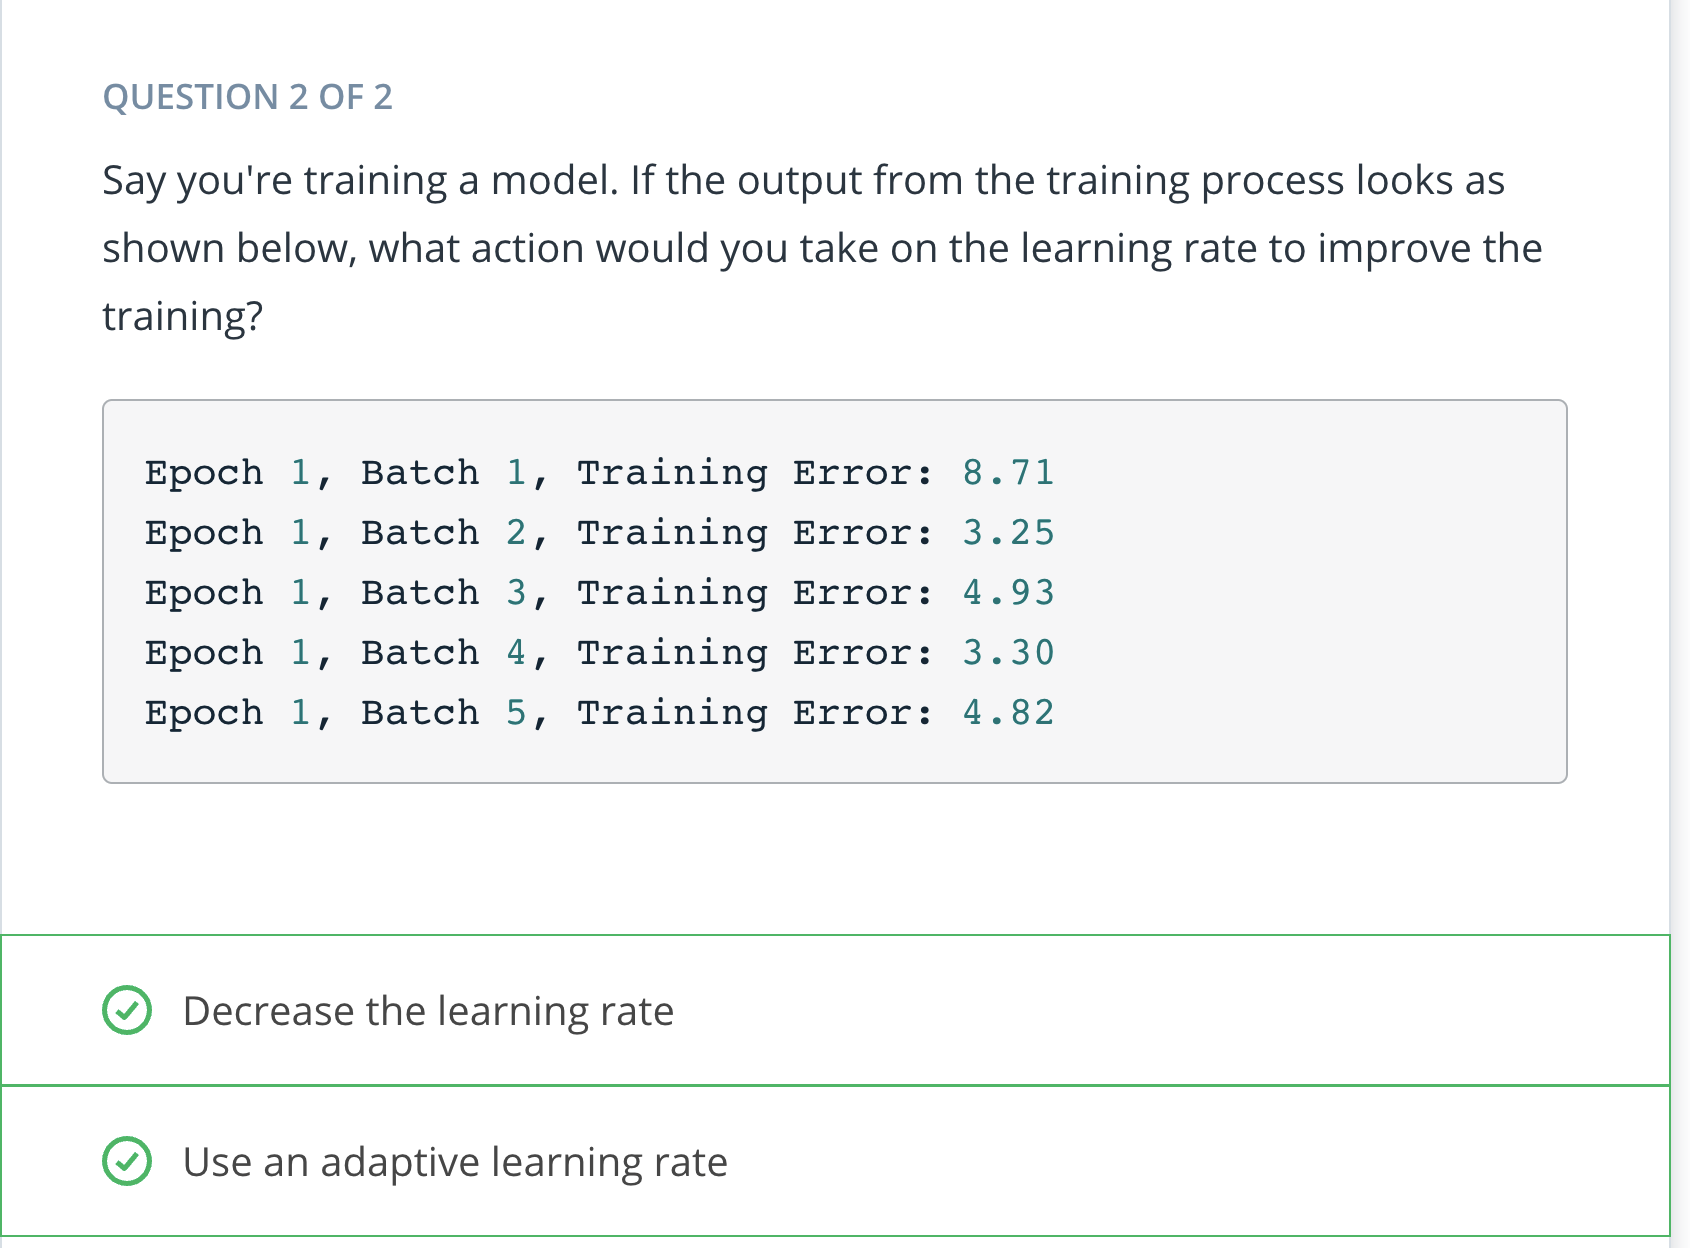 QUESTION 2 OF 2
Say you're training a model. If the output from the training process looks as
shown below, what action would you take on the learning rate to improve the
training?
Epoch 1, Batch 1, Training Error: 8.71
Epoch 1, Batch 2, Training Error: 3.25
Epoch 1, Batch 3, Training Error: 4.93
Epoch 1, Batch 4, Training Error: 3.30
Epoch 1, Batch 5, Training Error: 4.82
Decrease the learning rate
Use an adaptive learning rate